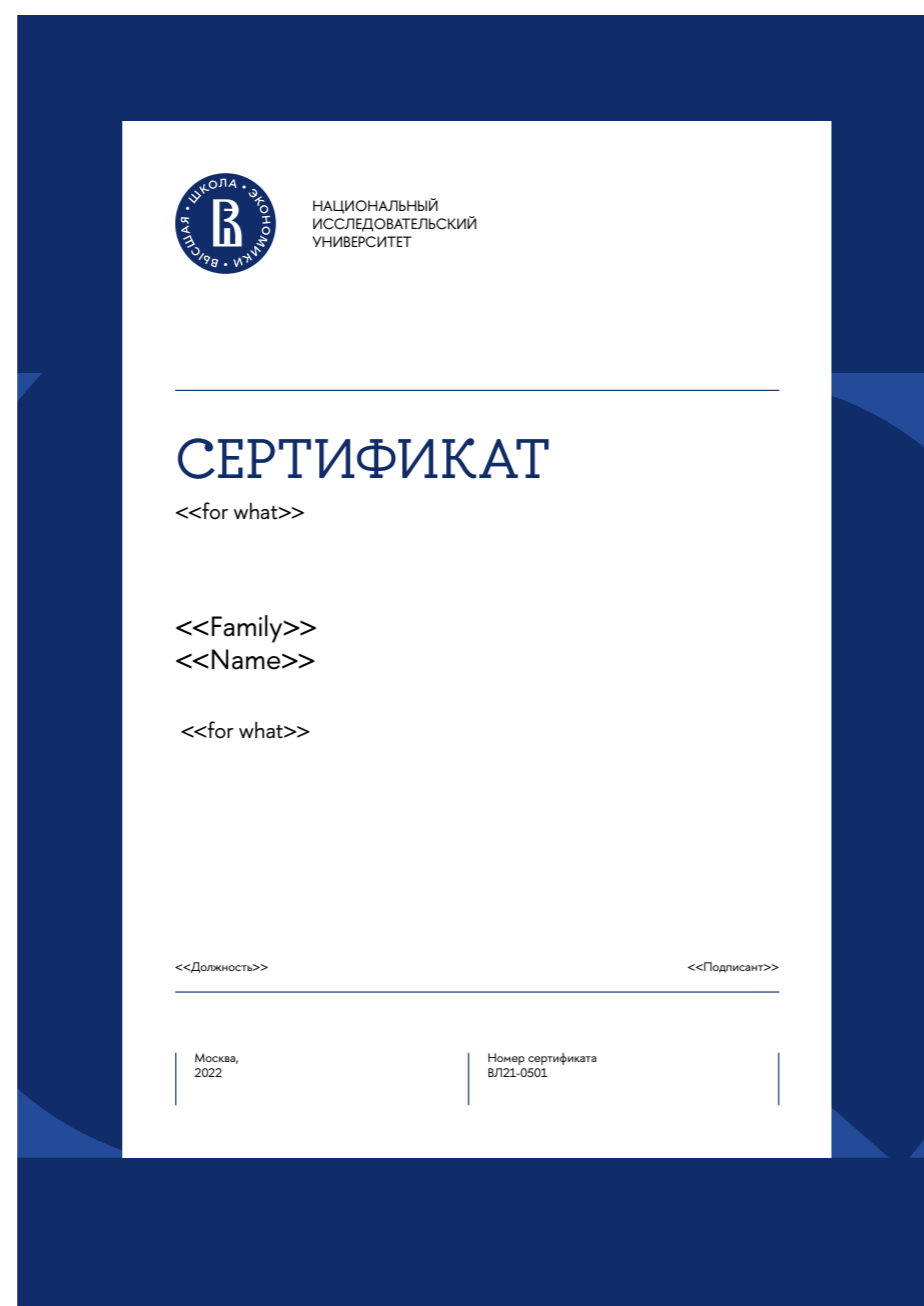 ВЫСШАЯ • ШКОЛА • ЭКОНОМИКИ •
НАЦИОНАЛЬНЫЙ
ИССЛЕДОВАТЕЛЬСКИЙ
УНИВЕРСИТЕТ
СЕРТИФИКАТ
<<for what>>
<<Family>>
<<Name>>
<<for what>>
<<Должность>>
<<Подписант>>
Москва,
2022
Номер сертификата
ВЛ21-0501